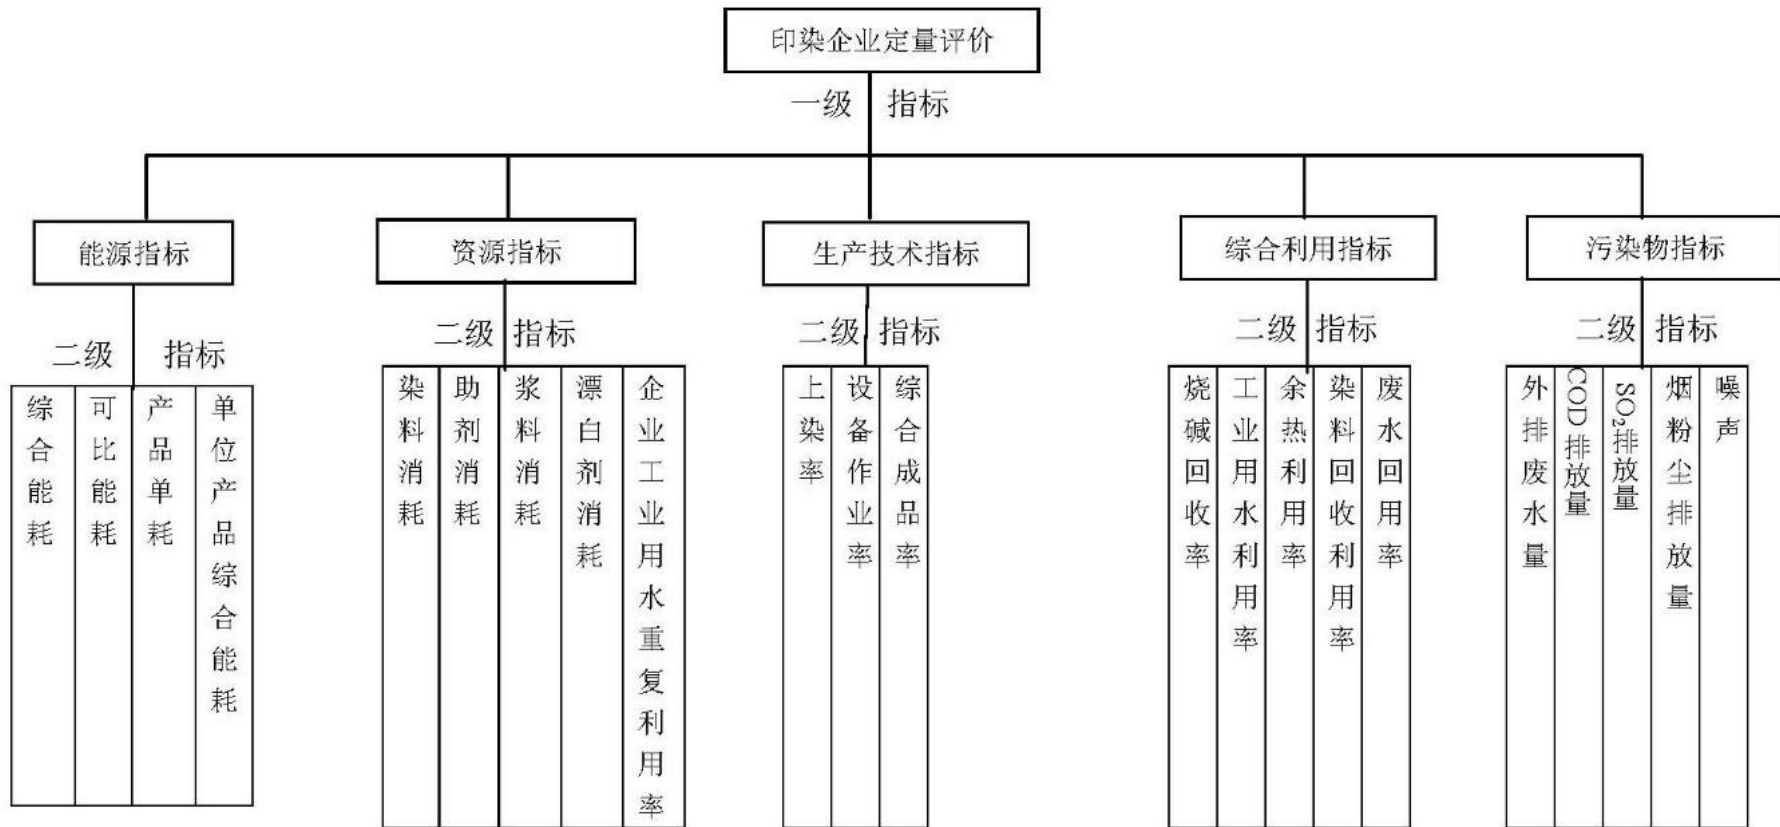 印染企业定量评价
一级 指标
能源指标
资源指标
生产技术指标
综合利用指标
污染物指标
二级 指标
二级 指标
二级 指标
二级 指标
二级 指标
综合能耗
可比能耗
产品单耗
单位产品综合能耗
染料消耗
助剂消耗
浆料消耗
漂白剂消耗
企业工业用水重复利用率
上染率
设备作业率
综合成品率
烧碱回收率
工业用水利用率
余热利用率
染料回收利用率
废水回用率
外排废水量
COD排放量
SO₂排放量
烟粉尘排放量
噪声